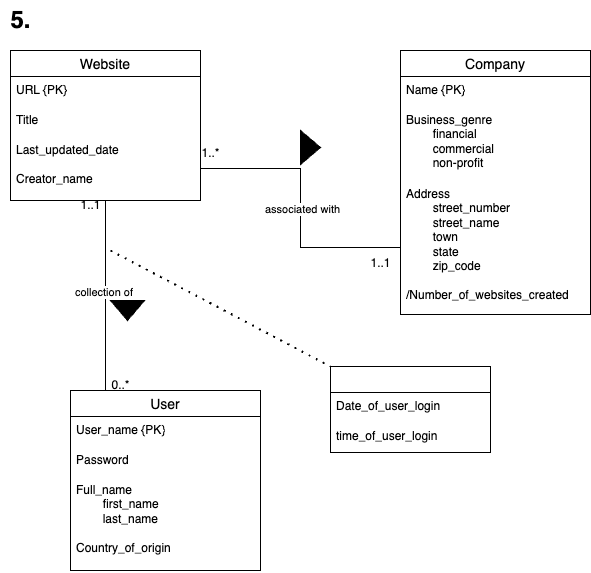 5.
Website
URL {PK}
Title
Last_updated_date
Creator_name
1..*
1..1
associated with
1..1
Company
Name {PK}
Business_genre
financial
commercial
non-profit
Address
street_number
street_name
town
state
zip_code
/Number_of_websites_created
collection of
0..*
User
User_name {PK}
Password
Full_name
first_name
last_name
Country_of_origin
Date_of_user_login
time_of_user_login